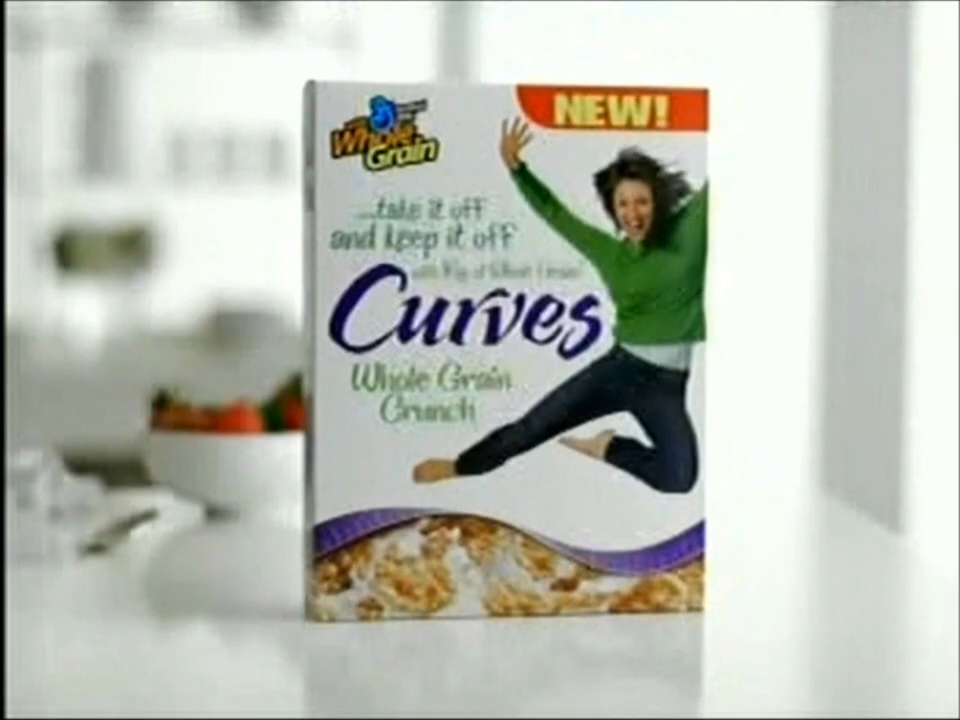 NEW!
Whole
Grain
...take it off
and keep it off
Curves
Whole Grain
Crunch